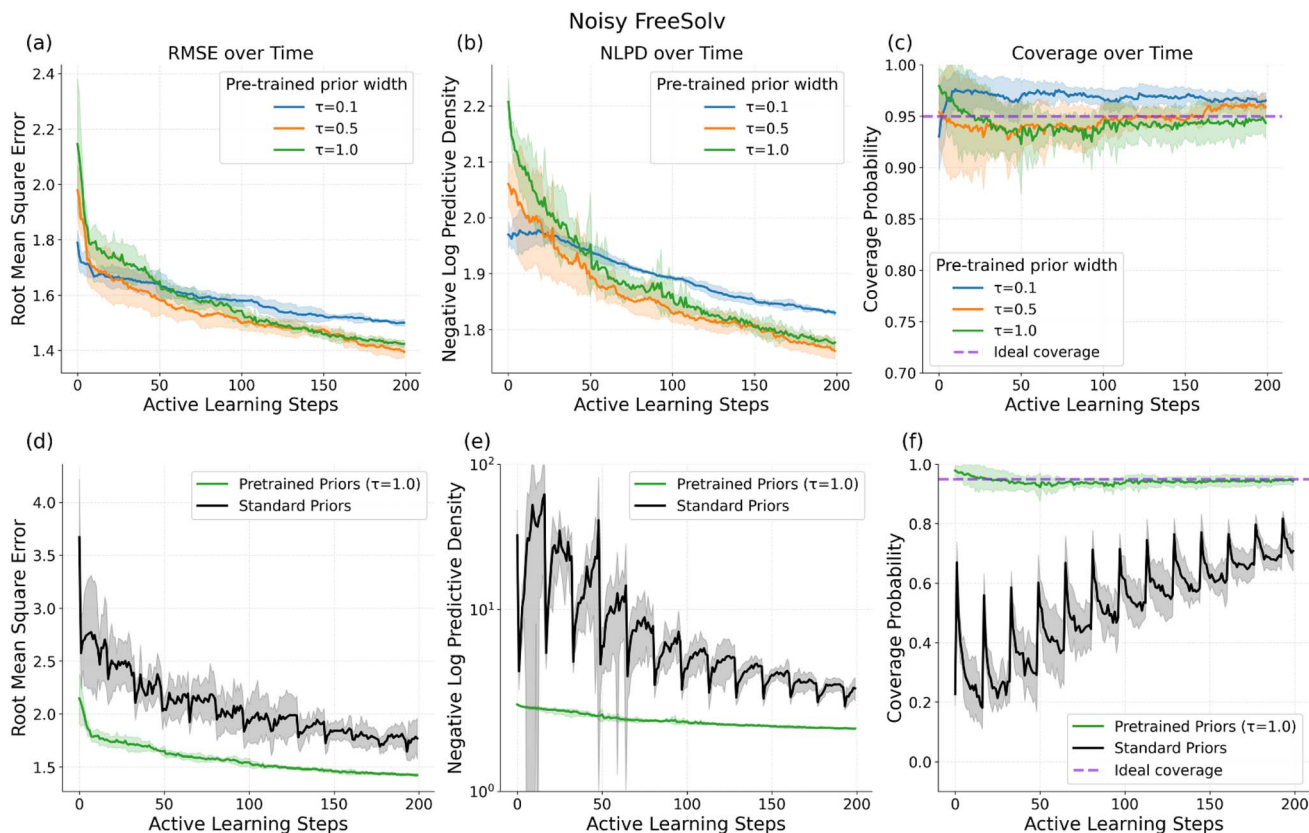 Noisy FreeSolv
(a)
RMSE over Time
Root Mean Square Error
2.4
2.2
2.0
1.8
1.6
1.4
Pre-trained prior width
τ=0.1
τ=0.5
τ=1.0
0 50 100 150 200
Active Learning Steps
(b)
NLPD over Time
Negative Log Predictive Density
2.2
2.1
2.0
1.9
1.8
Pre-trained prior width
τ=0.1
τ=0.5
τ=1.0
0 50 100 150 200
Active Learning Steps
(c)
Coverage over Time
Coverage Probability
1.00
0.95
0.90
0.85
0.80
0.75
0.70
Pre-trained prior width
τ=0.1
τ=0.5
τ=1.0
Ideal coverage
0 50 100 150 200
Active Learning Steps
(d)
Root Mean Square Error
4.0
3.5
3.0
2.5
2.0
1.5
Pretrained Priors (τ=1.0)
Standard Priors
0 50 100 150 200
Active Learning Steps
(e)
Negative Log Predictive Density
10²
10¹
10⁰
Pretrained Priors (τ=1.0)
Standard Priors
0 50 100 150 200
Active Learning Steps
(f)
Coverage Probability
1.0
0.8
0.6
0.4
0.2
0.0
Pretrained Priors (τ=1.0)
Standard Priors
Ideal coverage
0 50 100 150 200
Active Learning Steps